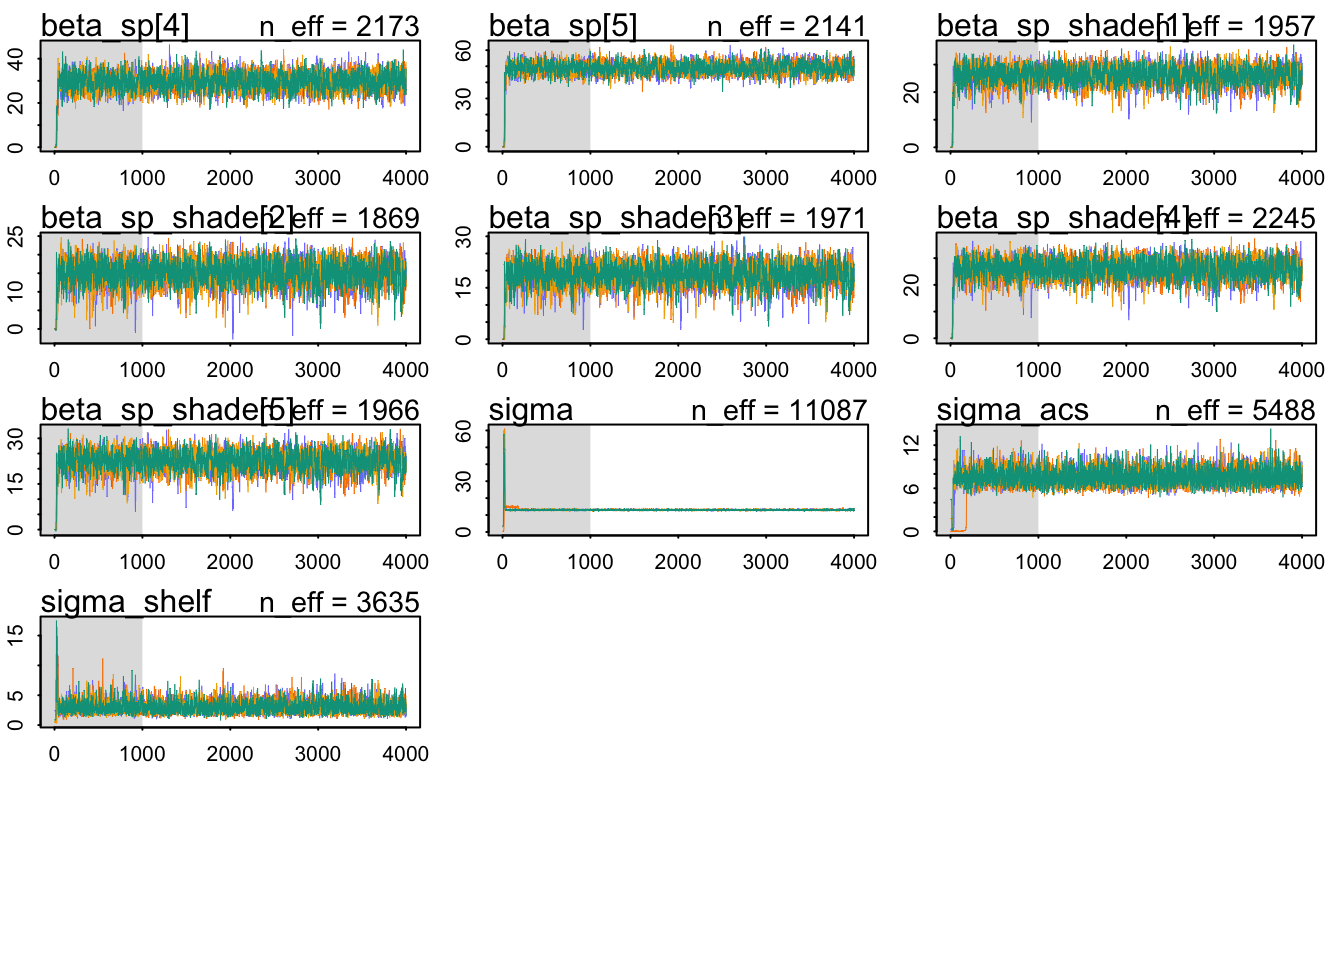 beta_sp[4] n_eff = 2173
40
20
0
0 1000 2000 3000 4000
beta_sp[5] n_eff = 2141
60
30
0
0 1000 2000 3000 4000
beta_sp_shade[1] n_eff = 1957
20
0
0 1000 2000 3000 4000
beta_sp_shade[2] n_eff = 1869
25
10
0
0 1000 2000 3000 4000
beta_sp_shade[3] n_eff = 1971
30
15
0
0 1000 2000 3000 4000
beta_sp_shade[4] n_eff = 2245
20
0
0 1000 2000 3000 4000
beta_sp_shade[5] n_eff = 1966
30
15
0
0 1000 2000 3000 4000
sigma n_eff = 11087
60
30
0
0 1000 2000 3000 4000
sigma_acs n_eff = 5488
12
6
0
0 1000 2000 3000 4000
sigma_shelf n_eff = 3635
15
5
0
0 1000 2000 3000 4000